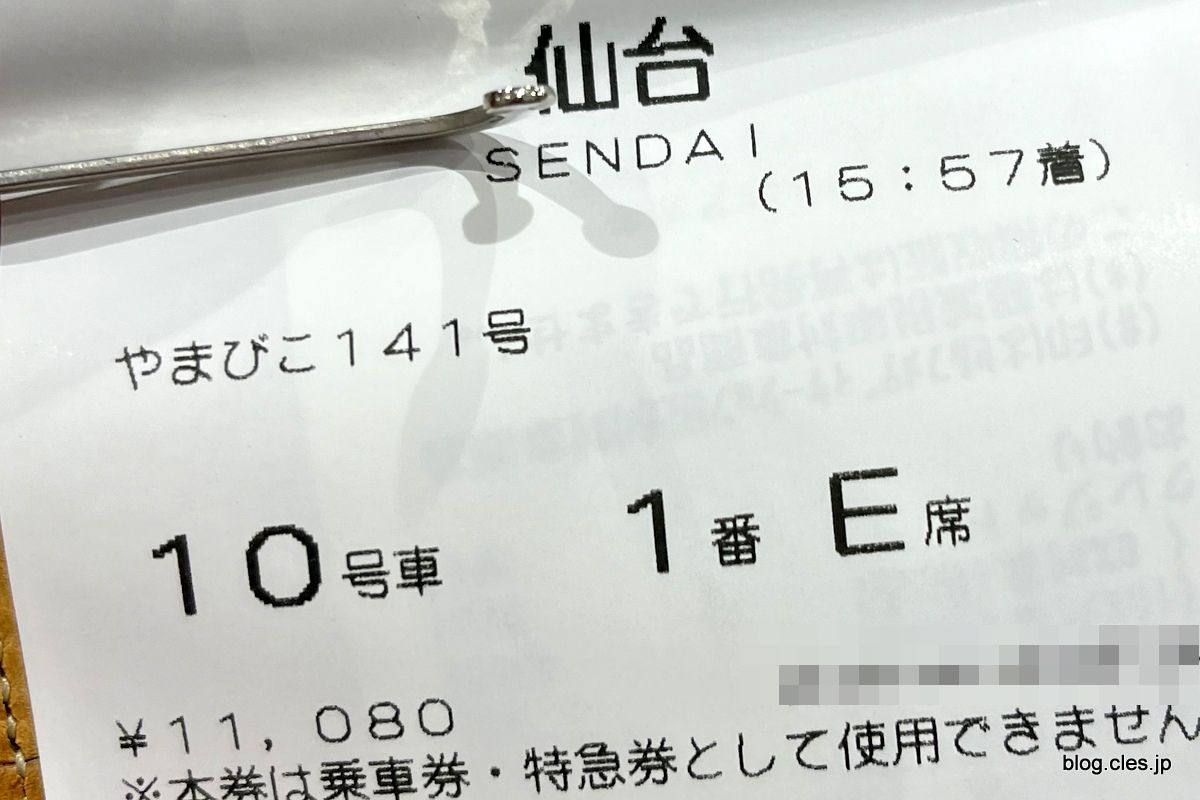 仙台
SENDAI
(15:57着)
やまびこ141号
10号車 1番 E席
¥11,080
※本券は乗車券・特急券として使用できません
blog.cles.jp